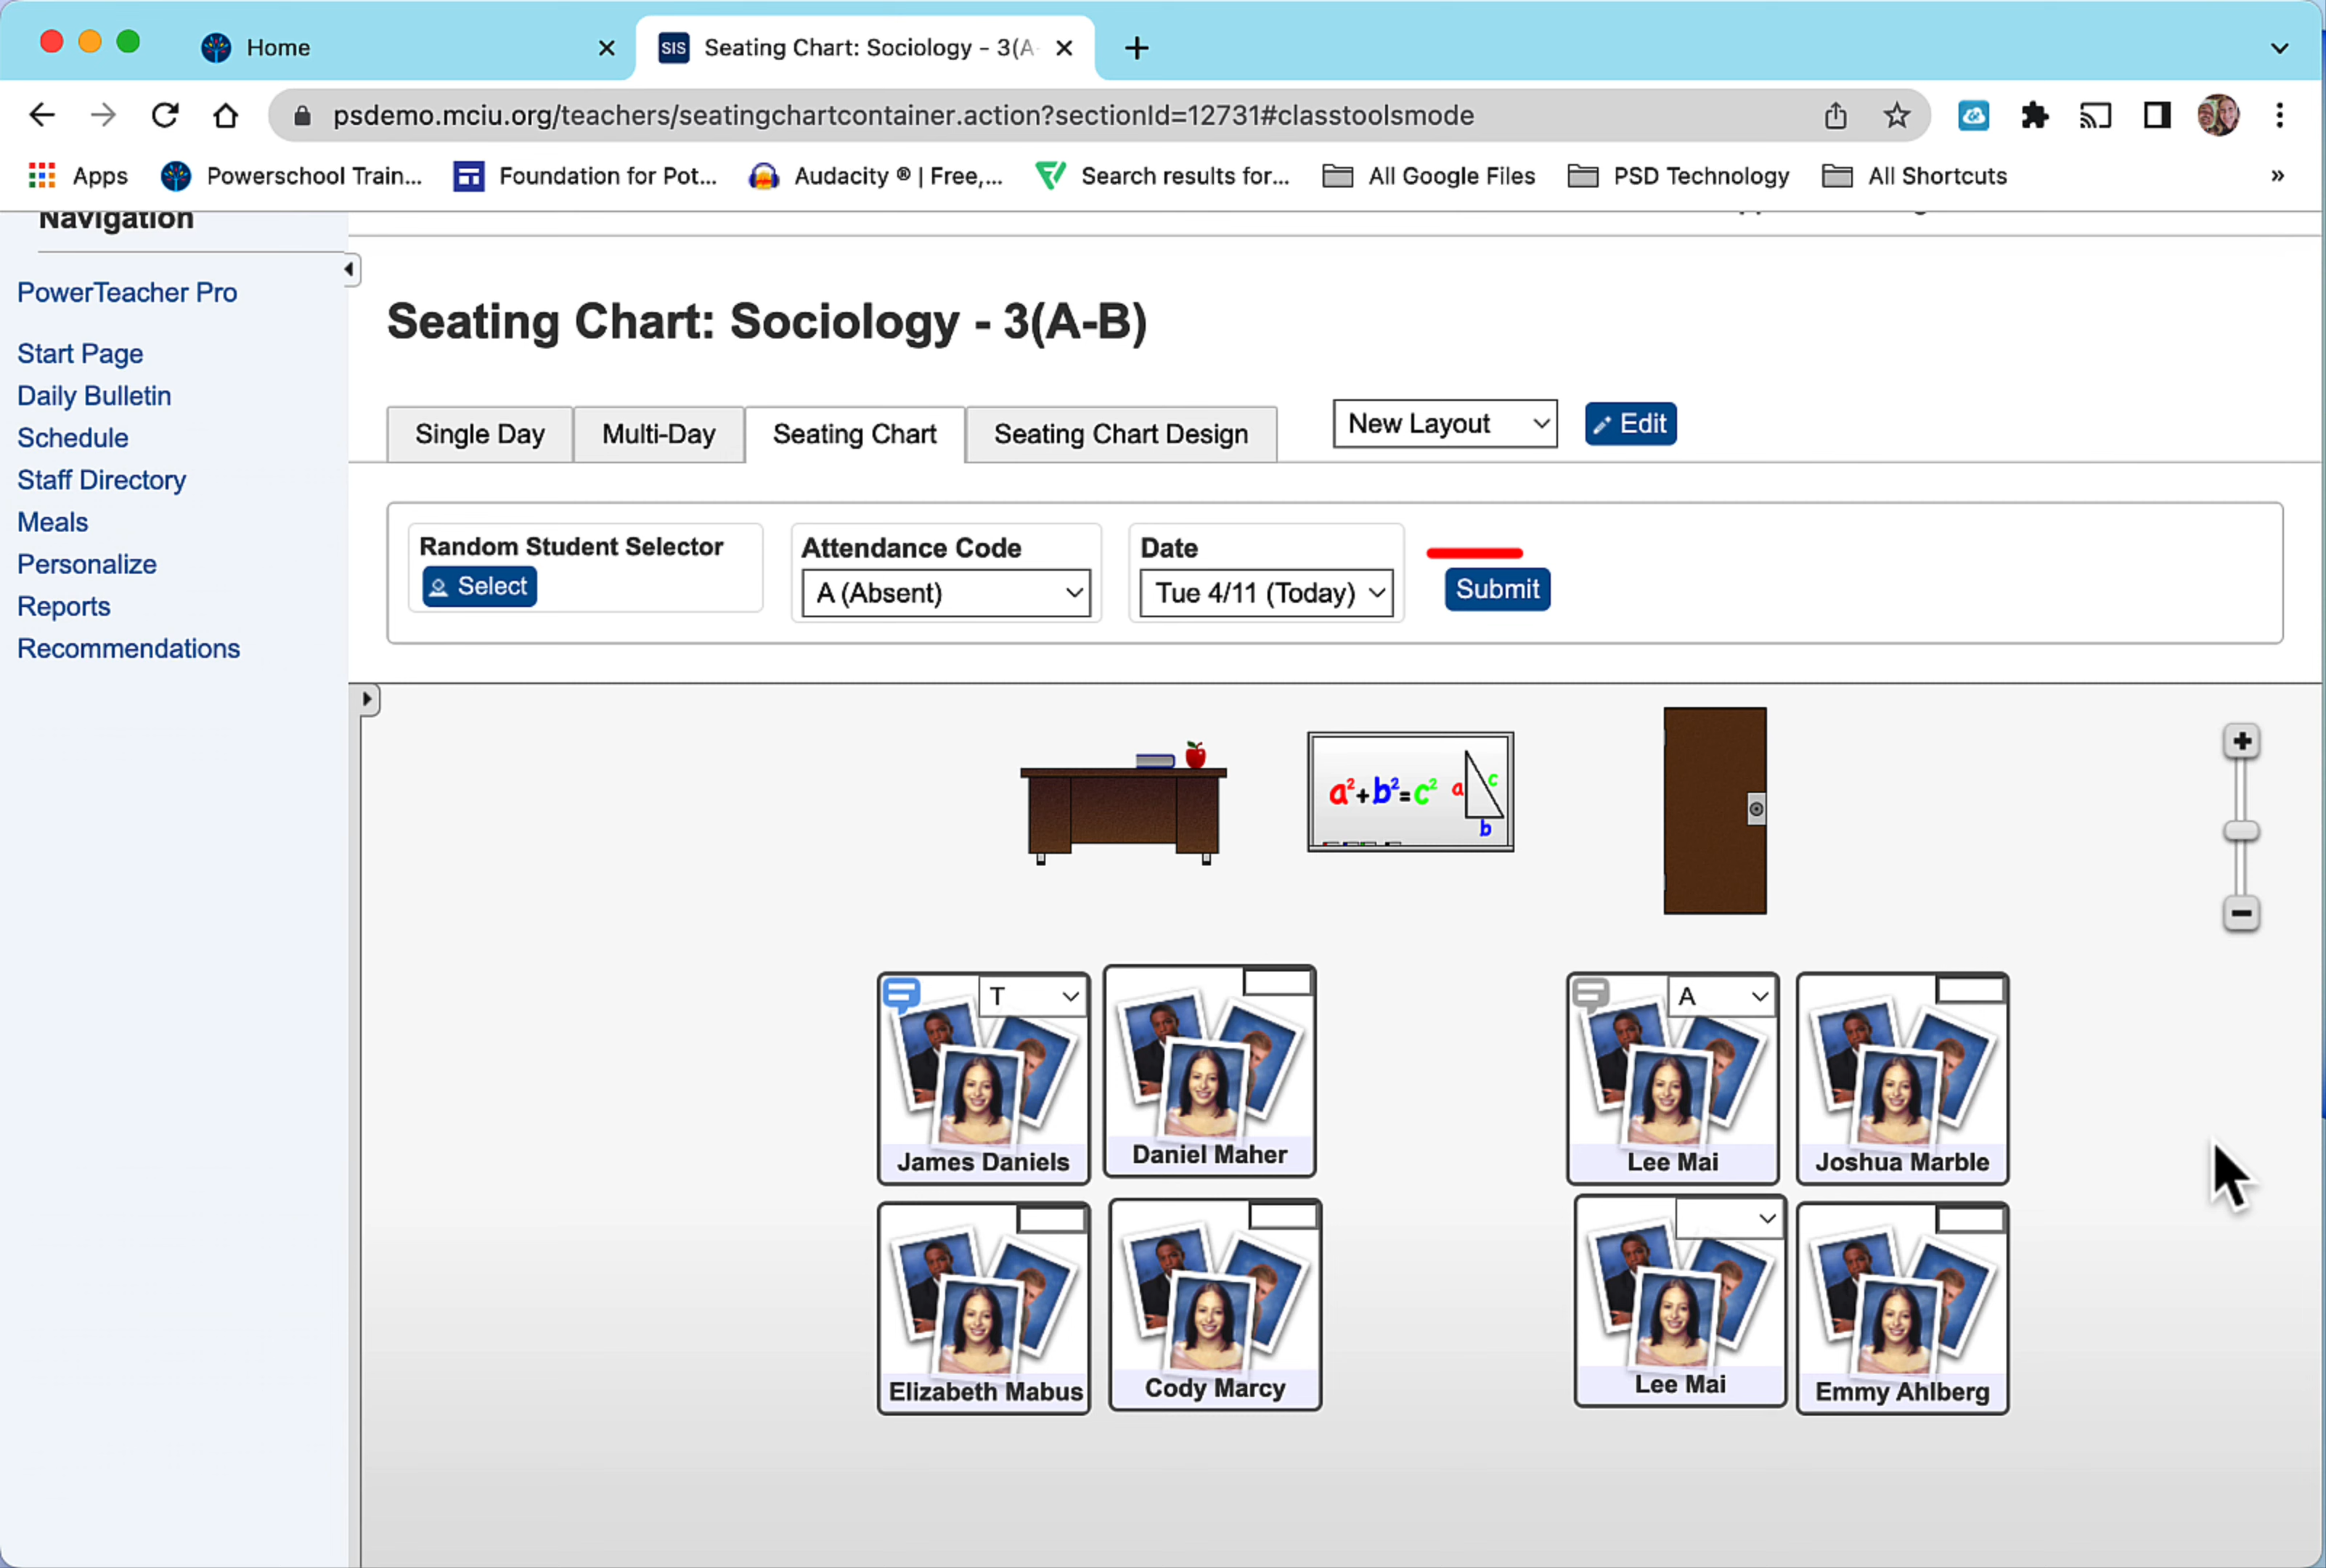 Home
SIS Seating Chart: Sociology - 3(A
psdemo.mciu.org/teachers/seatingchartcontainer.action?sectionId=12731#classtoolsmode
Apps Powerschool Train... Foundation for Pot... Audacity ® | Free,... Search results for... All Google Files PSD Technology All Shortcuts »
Navigation
PowerTeacher Pro
Start Page
Daily Bulletin
Schedule
Staff Directory
Meals
Personalize
Reports
Recommendations
Seating Chart: Sociology - 3(A-B)
Single Day Multi-Day Seating Chart Seating Chart Design New Layout Edit
Random Student Selector Attendance Code Date
Select A (Absent) Tue 4/11 (Today) Submit
a²+b²=c² a c
b
T A
James Daniels Daniel Maher Lee Mai Joshua Marble
Elizabeth Mabus Cody Marcy Lee Mai Emmy Ahlberg